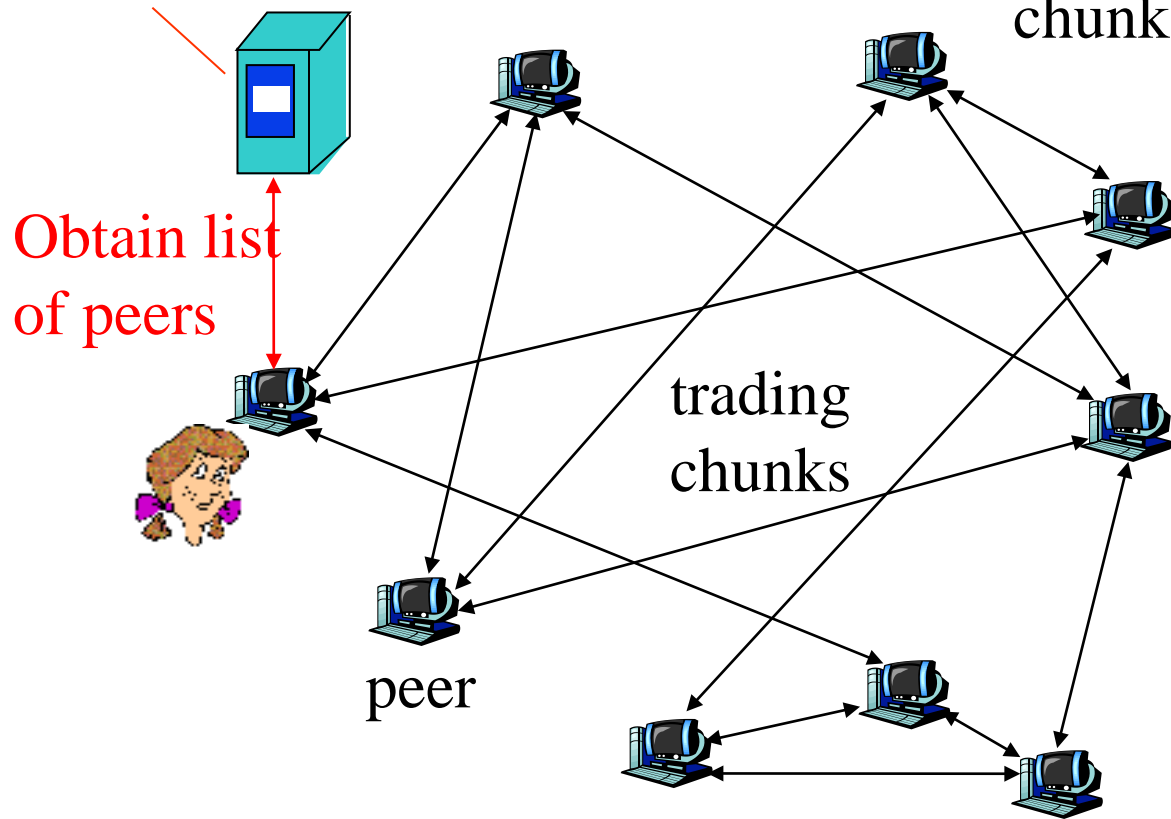 chunk
Obtain list
of peers
trading
chunks
peer